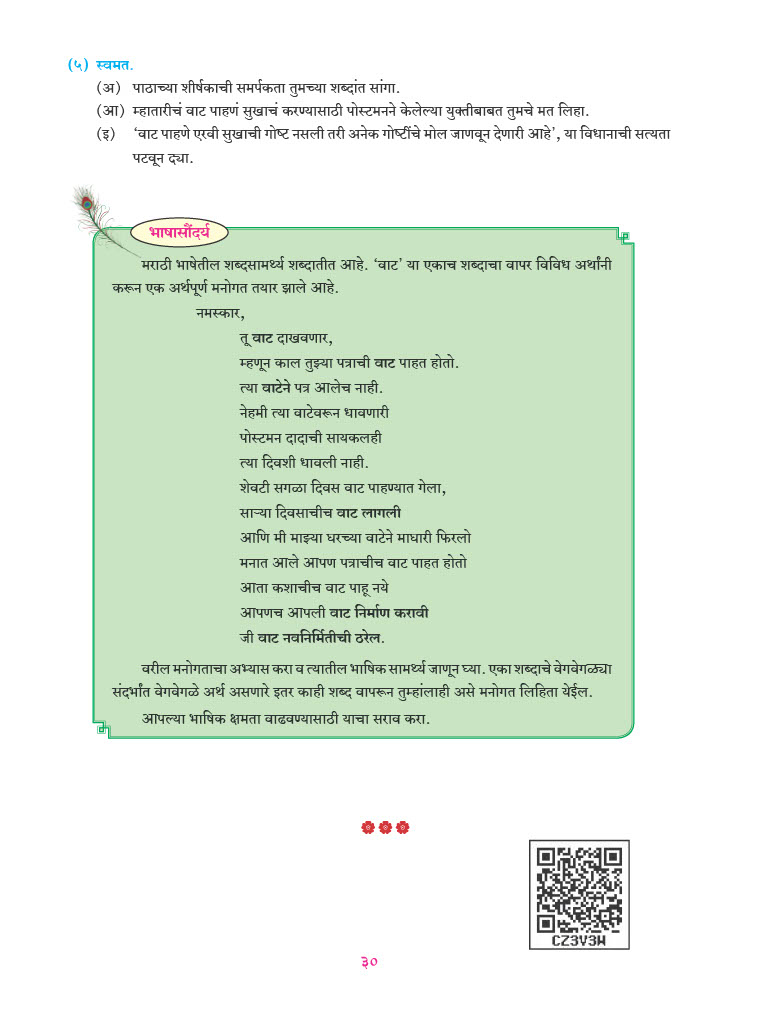 (५) स्वमत.
(अ) पाठाच्या शीर्षकाची समर्पकता तुमच्या शब्दांत सांगा.
(आ) म्हातारीचं वाट पाहणं सुखाचं करण्यासाठी पोस्टमनने केलेल्या युक्तीबाबत तुमचे मत लिहा.
(इ) ‘वाट पाहणे एरवी सुखाची गोष्ट नसली तरी अनेक गोष्टींचे मोल जाणवून देणारी आहे’, या विधानाची सत्यता
पटवून द्या.
भाषासौंदर्य
मराठी भाषेतील शब्दसामर्थ्य शब्दातीत आहे. ‘वाट’ या एकाच शब्दाचा वापर विविध अर्थांनी
करून एक अर्थपूर्ण मनोगत तयार झाले आहे.
नमस्कार,
तू वाट दाखवणार,
म्हणून काल तुझ्या पत्राची वाट पाहत होतो.
त्या वाटेने पत्र आलेच नाही.
नेहमी त्या वाटेवरून धावणारी
पोस्टमन दादाची सायकलही
त्या दिवशी धावली नाही.
शेवटी सगळा दिवस वाट पाहण्यात गेला,
साऱ्या दिवसाचीच वाट लागली
आणि मी माझ्या घरच्या वाटेने माघारी फिरलो
मनात आले आपण पत्राचीच वाट पाहत होतो
आता कशाचीच वाट पाहू नये
आपणच आपली वाट निर्माण करावी
जी वाट नवनिर्मितीची ठरेल.
वरील मनोगताचा अभ्यास करा व त्यातील भाषिक सामर्थ्य जाणून घ्या. एका शब्दाचे वेगवेगळ्या
संदर्भांत वेगवेगळे अर्थ असणारे इतर काही शब्द वापरून तुम्हांलाही असे मनोगत लिहिता येईल.
आपल्या भाषिक क्षमता वाढवण्यासाठी याचा सराव करा.
CZ3V3W
३०